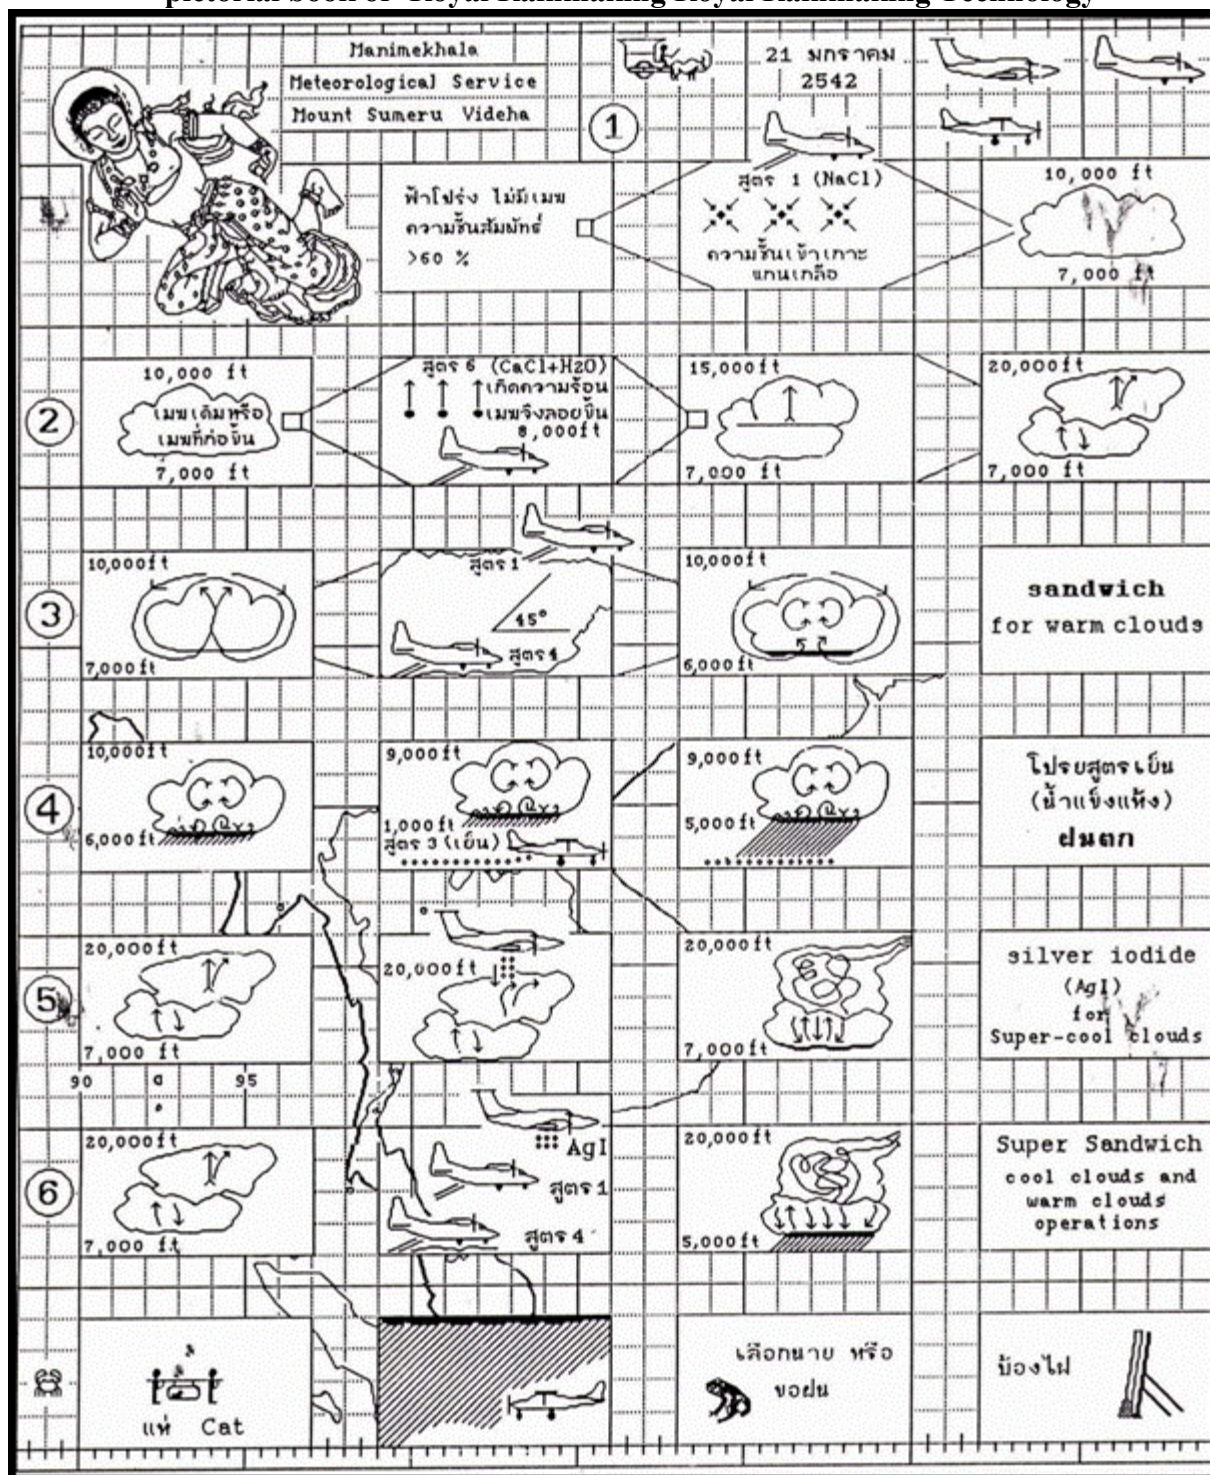 pictorial book of "Royal Rainmaking Royal Rainmaking Technology"
Manimekhala
Meteorological Service
Mount Sumeru Videha
1
21 มกราคม
2542
ฟ้าโปร่ง ไม่มีเมฆ
ความชื้นสัมพัทธ์
>60 %
สูตร 1 (NaCl)
ความชื้นเข้าเกาะ
แกนเกลือ
10,000 ft
7,000 ft
2
10,000 ft
เมฆเดิมหรือ
เมฆที่ก่อขึ้น
7,000 ft
สูตร 6 (CaCl+H2O)
เกิดความร้อน
เมฆจึงลอยขึ้น
8,000ft
15,000ft
7,000 ft
20,000ft
7,000 ft
3
10,000ft
7,000ft
สูตร 1
45°
สูตร 4
10,000ft
6,000ft
sandwich
for warm clouds
4
10,000ft
6,000ft
9,000ft
1,000ft
สูตร 3 (เย็น)
9,000ft
5,000ft
โปรยสูตรเย็น
(น้ำแข็งแห้ง)
ฝนตก
5
20,000ft
7,000 ft
20,000ft
20,000ft
7,000ft
silver iodide
(AgI)
for
Super-cool clouds
90
95
6
20,000ft
7,000 ft
AgI
สูตร 1
สูตร 4
20,000ft
5,000ft
Super Sandwich
cool clouds and
warm clouds
operations
แห่ Cat
เลือกนาย หรือ
ขอฝน
บ้องไฟ